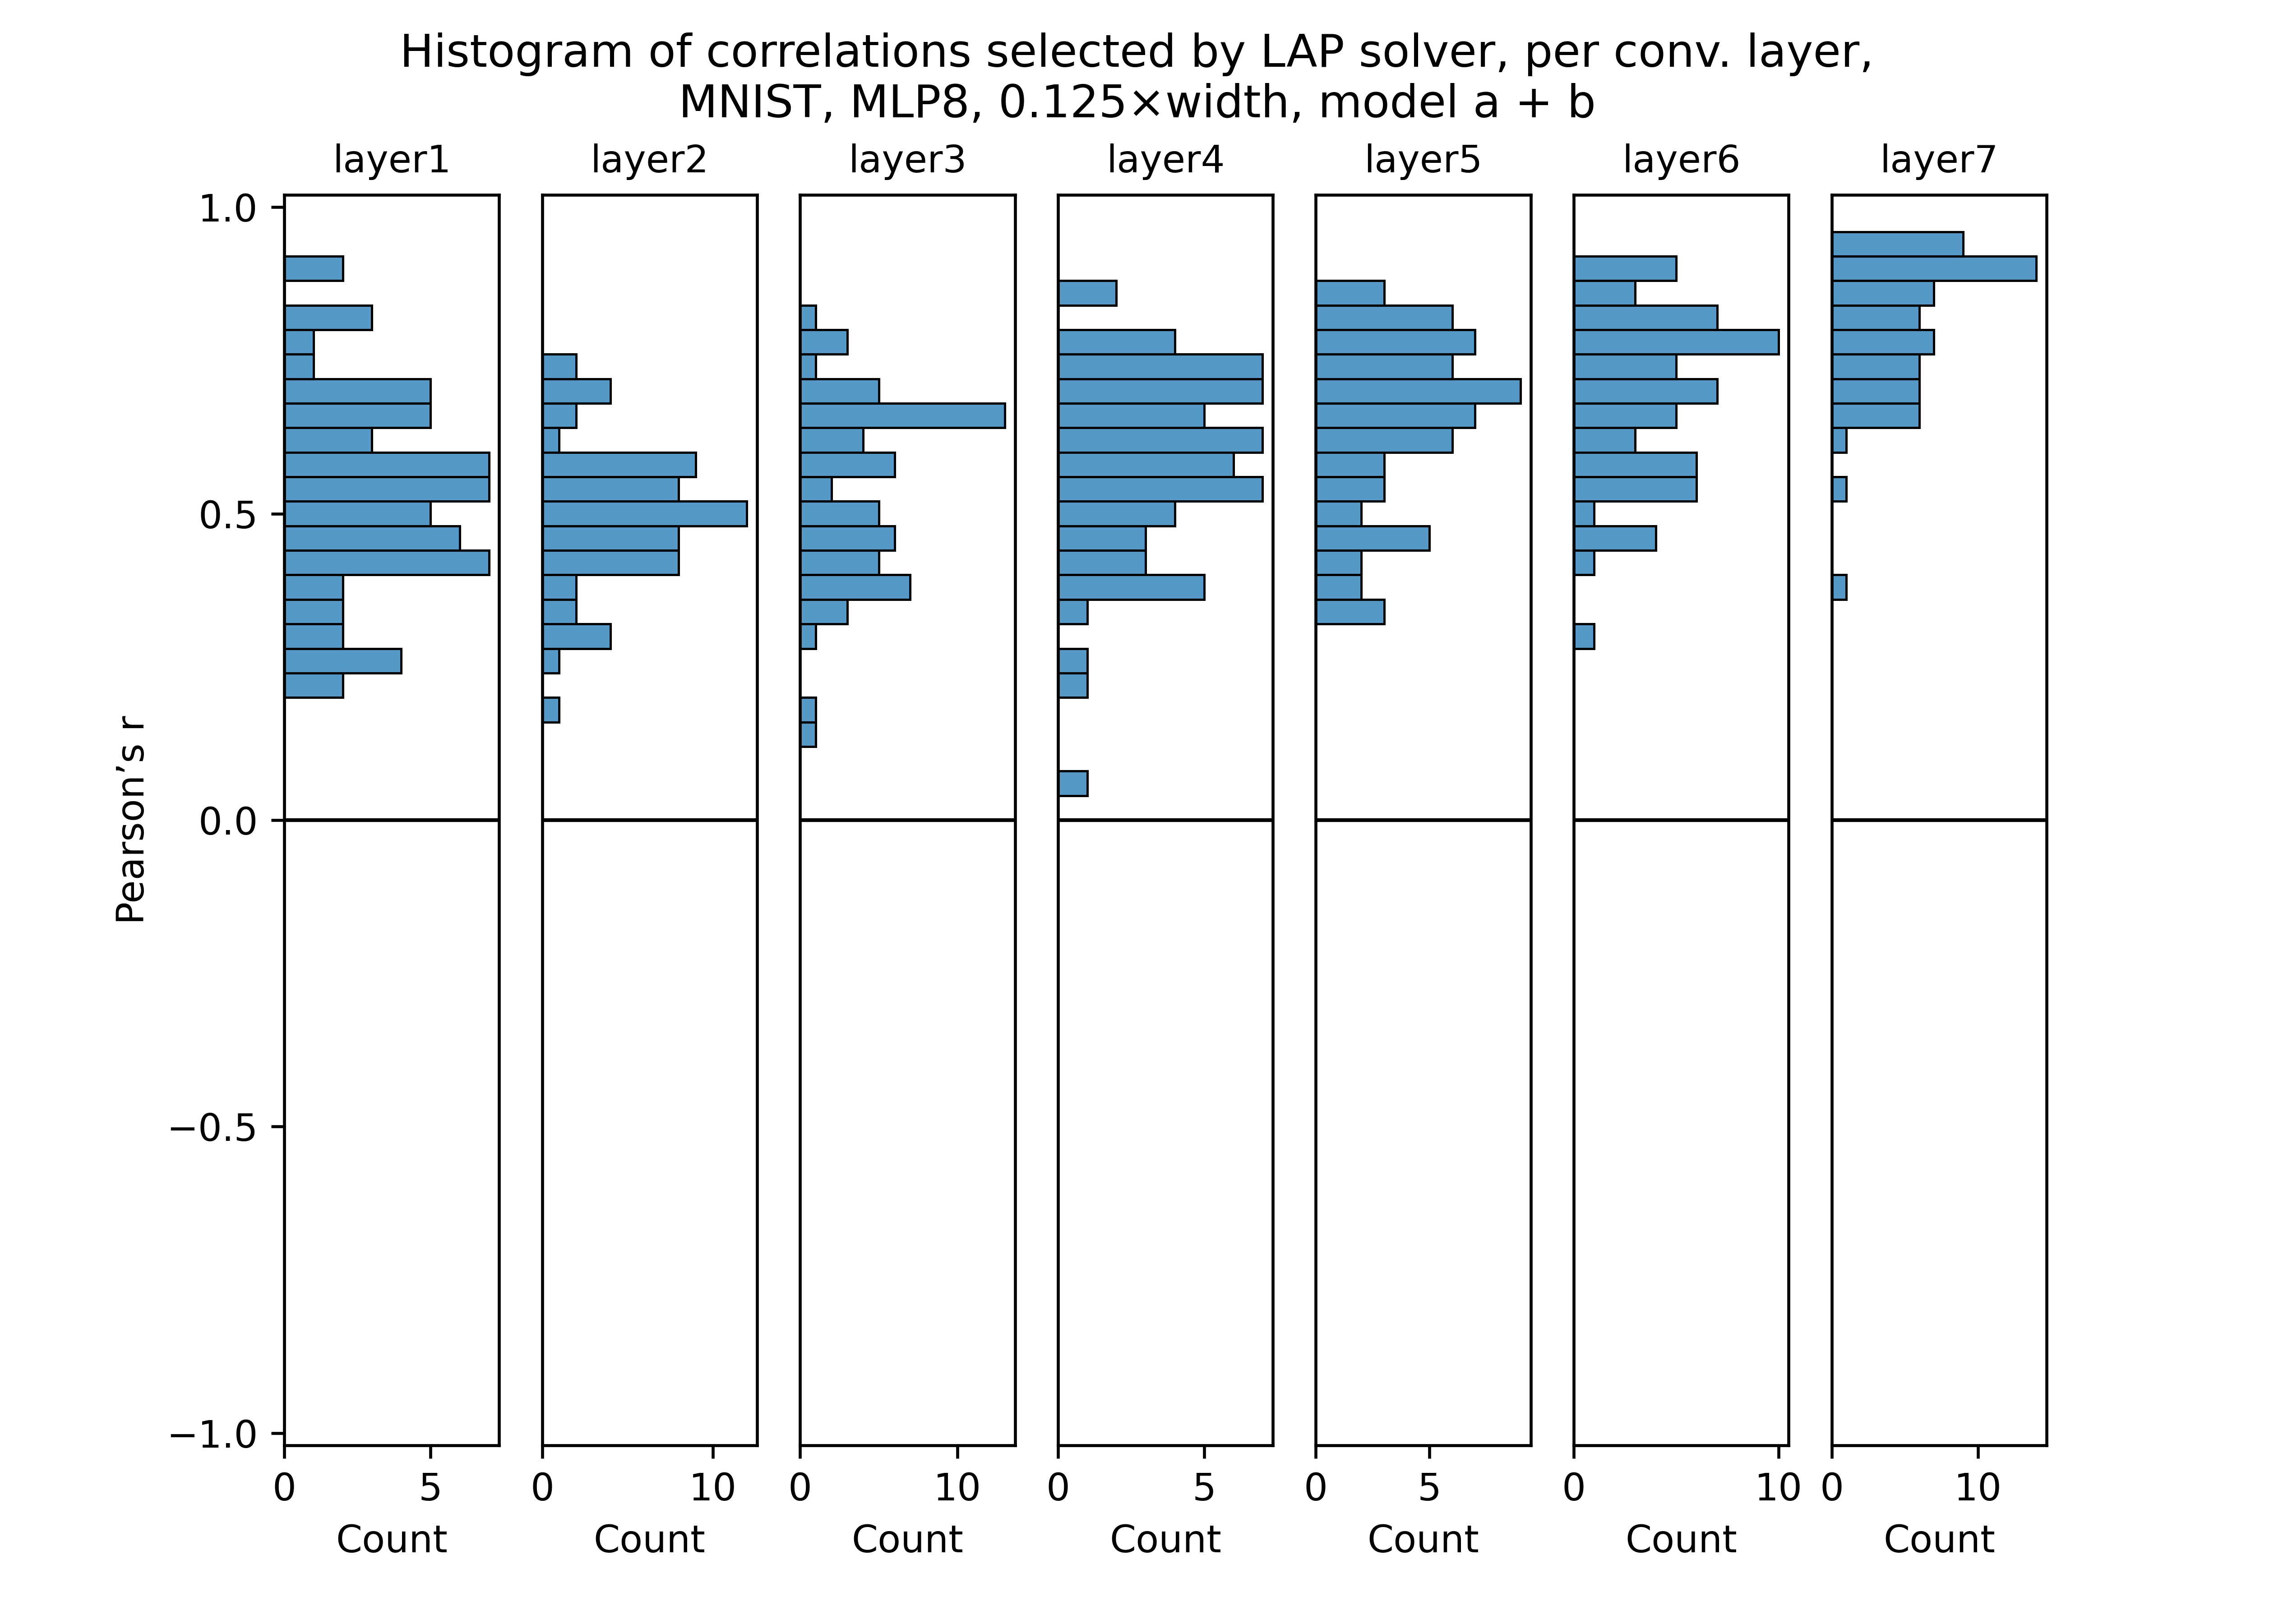 Histogram of correlations selected by LAP solver, per conv. layer,
MNIST, MLP8, 0.125×width, model a + b
layer1 layer2 layer3 layer4 layer5 layer6 layer7
1.0
0.5
0.0
−0.5
−1.0
Pearson’s r
0 5 0 10 0 10 0 5 0 5 0 10 0 10
Count Count Count Count Count Count Count